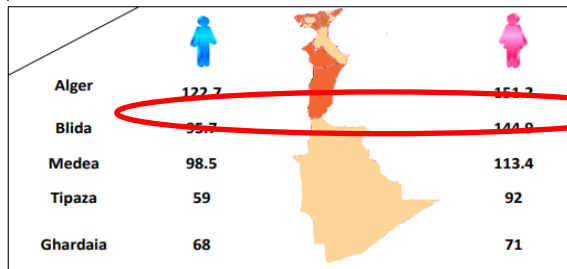 Alger 122.7 151.2
Blida 95.7 144.9
Medea 98.5 113.4
Tipaza 59 92
Ghardaia 68 71